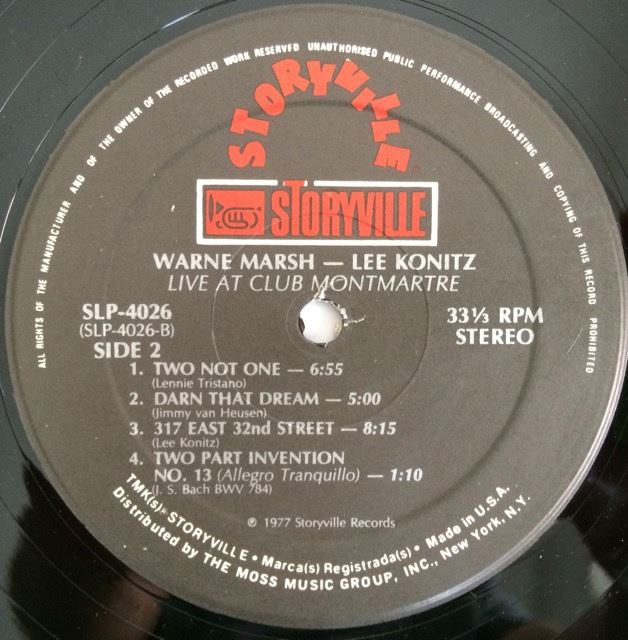 ALL RIGHTS OF THE MANUFACTURER AND OF THE OWNER OF THE RECORDED WORK RESERVED UNAUTHORISED PUBLIC PERFORMANCE BROADCASTING AND COPYING OF THIS RECORD PROHIBITED
STORYVILLE
STORYVILLE
WARNE MARSH — LEE KONITZ
LIVE AT CLUB MONTMARTRE
SLP-4026
(SLP-4026-B)
SIDE 2
33⅓ RPM
STEREO
1. TWO NOT ONE — 6:55
(Lennie Tristano)
2. DARN THAT DREAM — 5:00
(Jimmy van Heusen)
3. 317 EAST 32nd STREET — 8:15
(Lee Konitz)
4. TWO PART INVENTION
NO. 13 (Allegro Tranquillo) — 1:10
(J. S. Bach BWV 784)
℗ 1977 Storyville Records
TMK(s)® STORYVILLE • Marca(s) Registrada(s) • Made in U.S.A.
Distributed by THE MOSS MUSIC GROUP, INC., New York, N.Y.